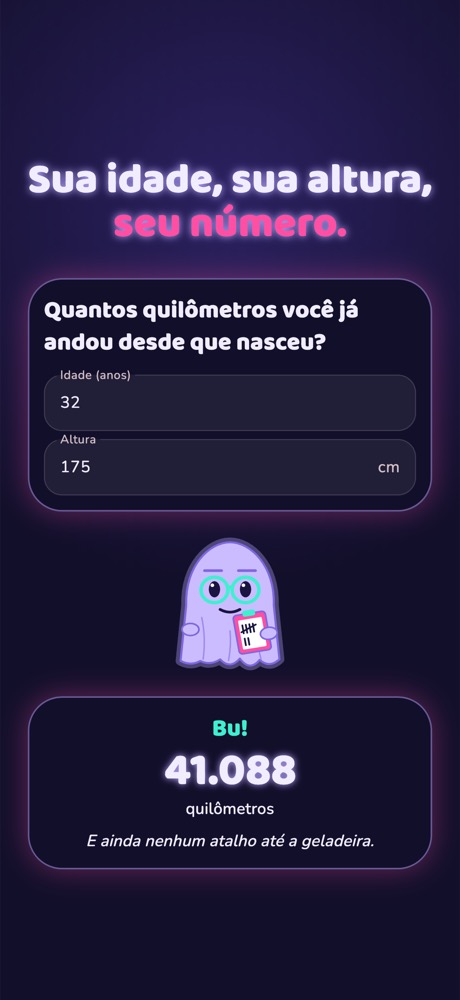 Sua idade, sua altura,
seu número.
Quantos quilômetros você já
andou desde que nasceu?
Idade (anos)
32
Altura
175 cm
Bu!
41.088
quilômetros
E ainda nenhum atalho até a geladeira.